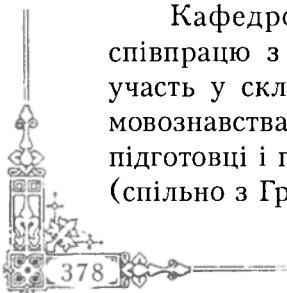 Кафедро
співпрацю з
участь у скл
мовознавства
підготовці і п
(спільно з Гр
378